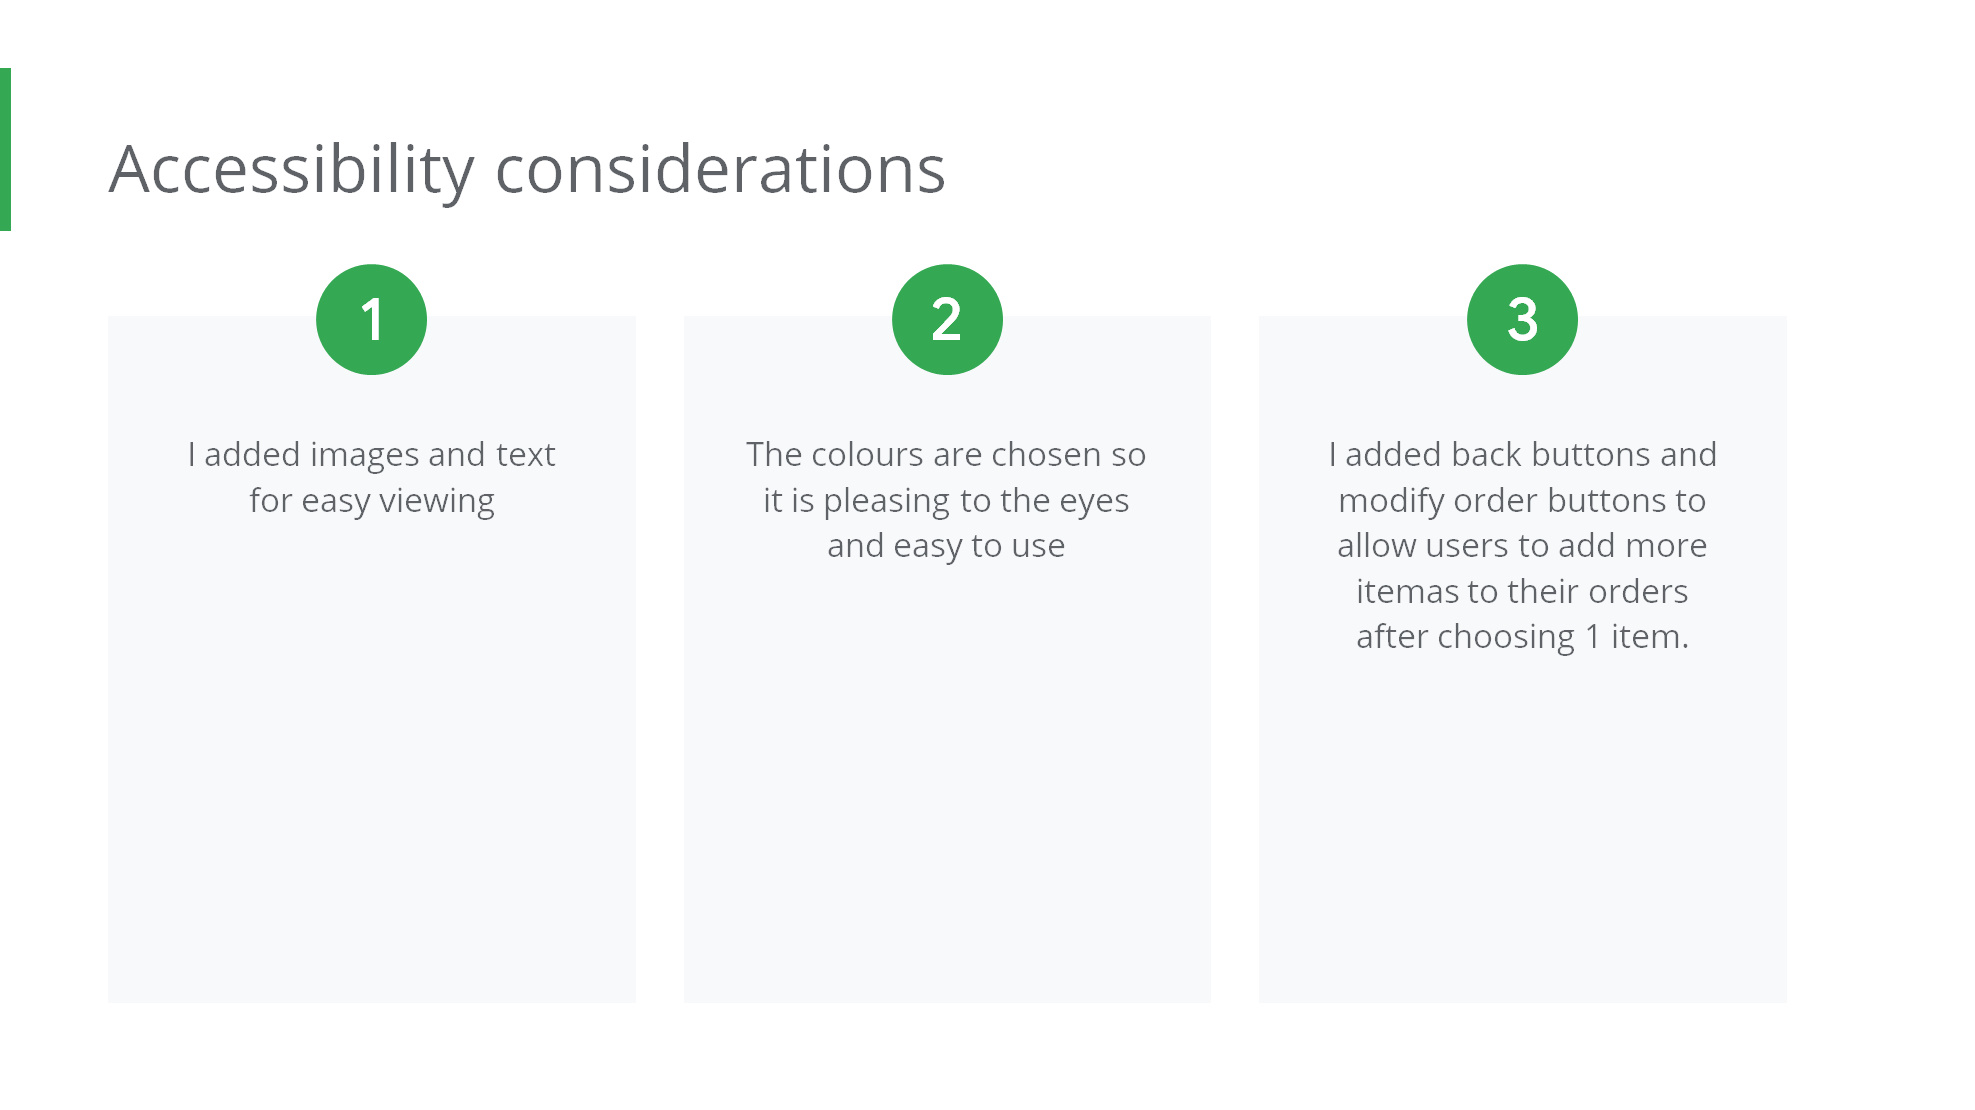 Accessibility considerations
1
I added images and text
for easy viewing
2
The colours are chosen so
it is pleasing to the eyes
and easy to use
3
I added back buttons and
modify order buttons to
allow users to add more
itemas to their orders
after choosing 1 item.